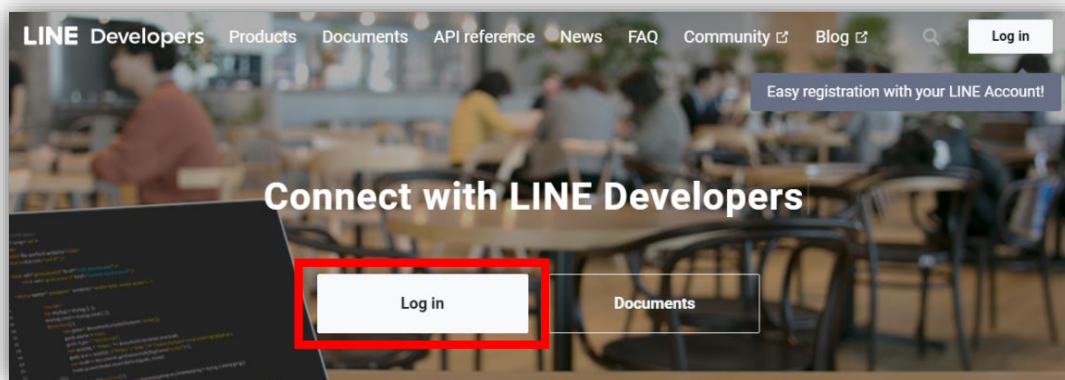 LINE Developers Products Documents API reference News FAQ Community Blog Log in
Easy registration with your LINE Account!
Connect with LINE Developers
Log in Documents